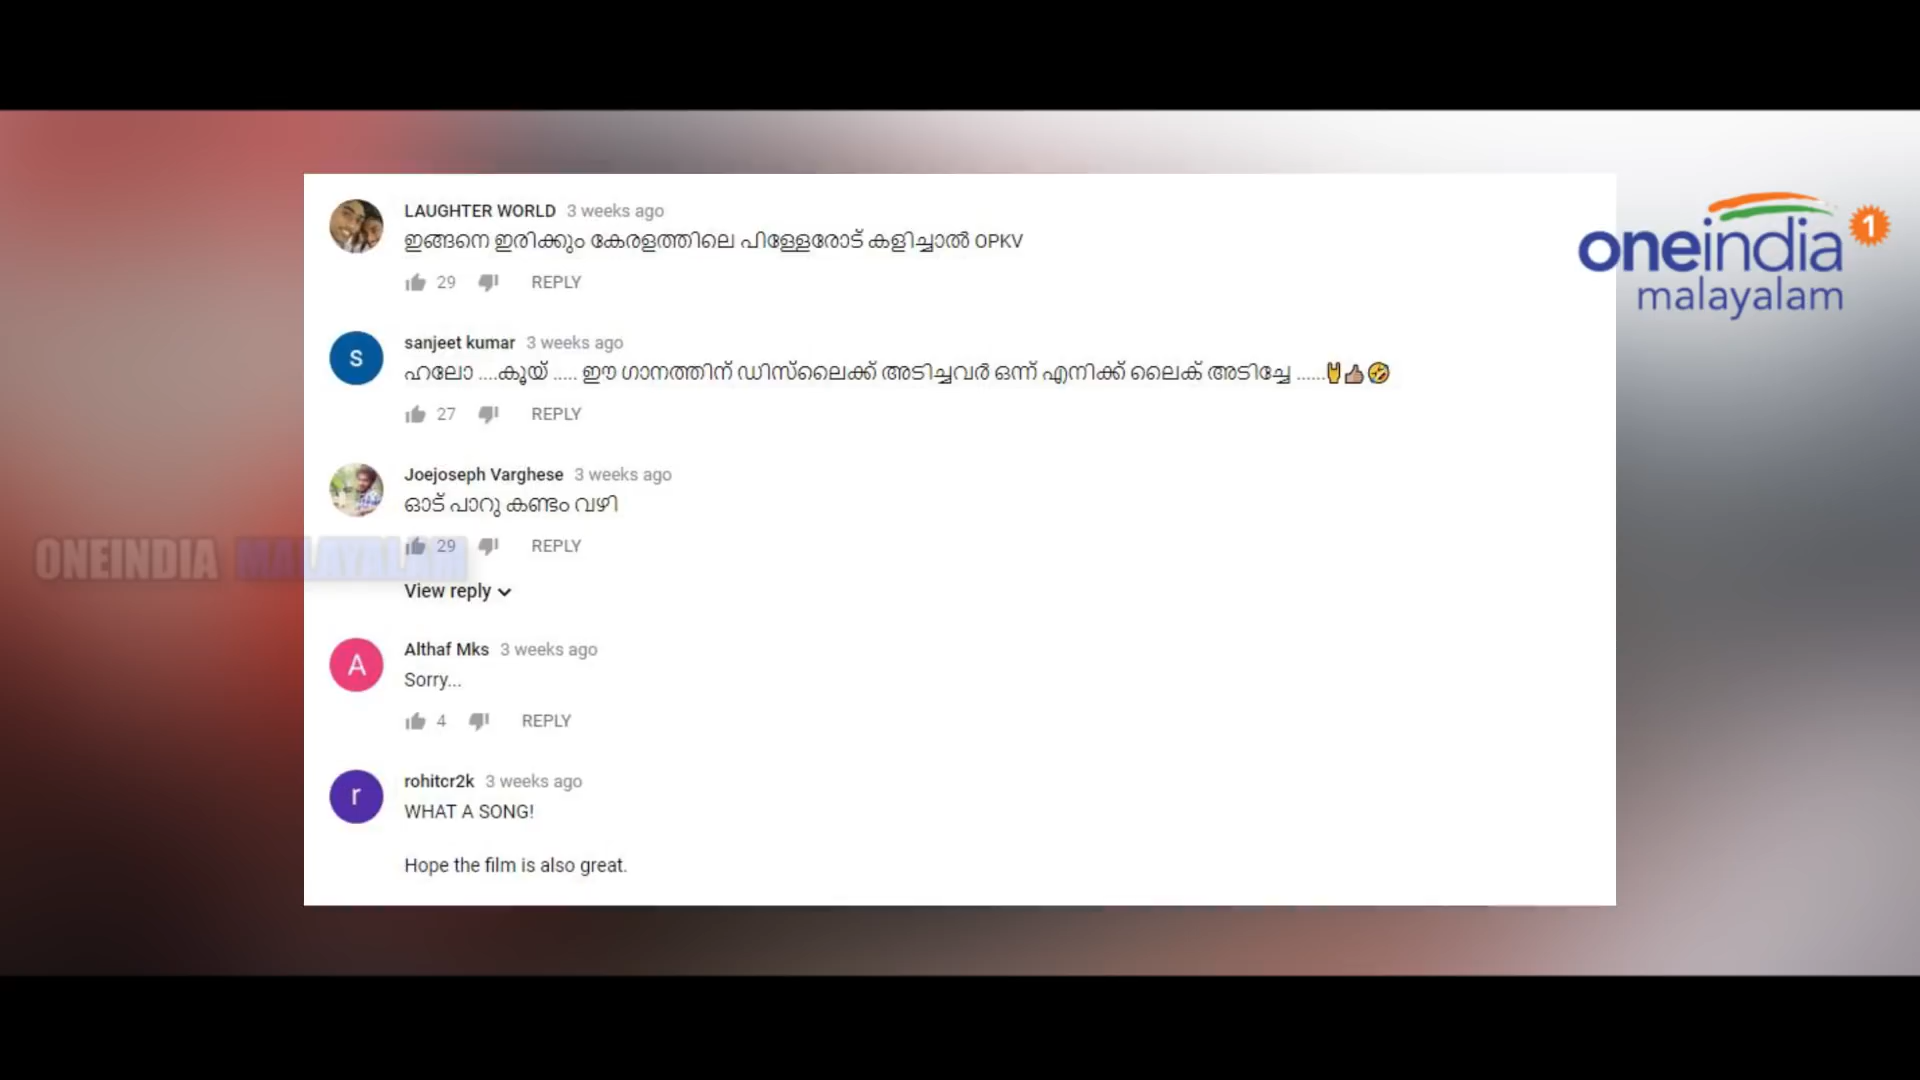 LAUGHTER WORLD 3 weeks ago
ഇങ്ങനെ ഇരിക്കും കേരളത്തിലെ പിള്ളേരോട് കളിച്ചാൽ OPKV
29 REPLY
sanjeet kumar 3 weeks ago
ഹലോ ....കൂയ് ..... ഈ ഗാനത്തിന് ഡിസ്‌ലൈക്ക് അടിച്ചവർ ഒന്ന് എനിക്ക് ലൈക് അടിച്ചേ ......🤘👍🤣
27 REPLY
Joejoseph Varghese 3 weeks ago
ഓട് പാറു കണ്ടം വഴി
29 REPLY
View reply
Althaf Mks 3 weeks ago
Sorry...
4 REPLY
rohitcr2k 3 weeks ago
WHAT A SONG!
Hope the film is also great.
S
A
r
oneindia 1
malayalam
ONEINDIA MALAYALAM